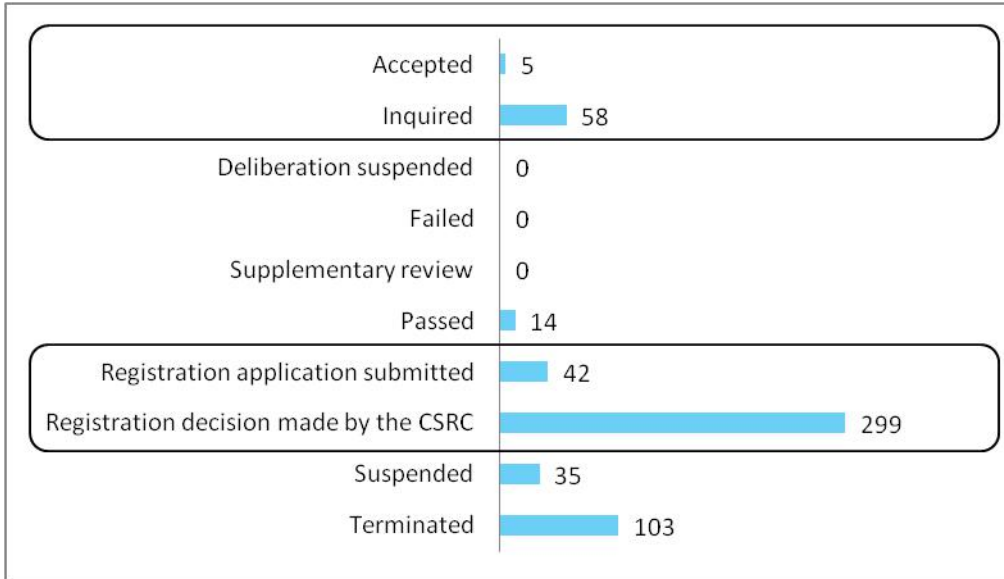 Accepted 5
Inquired 58
Deliberation suspended 0
Failed 0
Supplementary review 0
Passed 14
Registration application submitted 42
Registration decision made by the CSRC 299
Suspended 35
Terminated 103